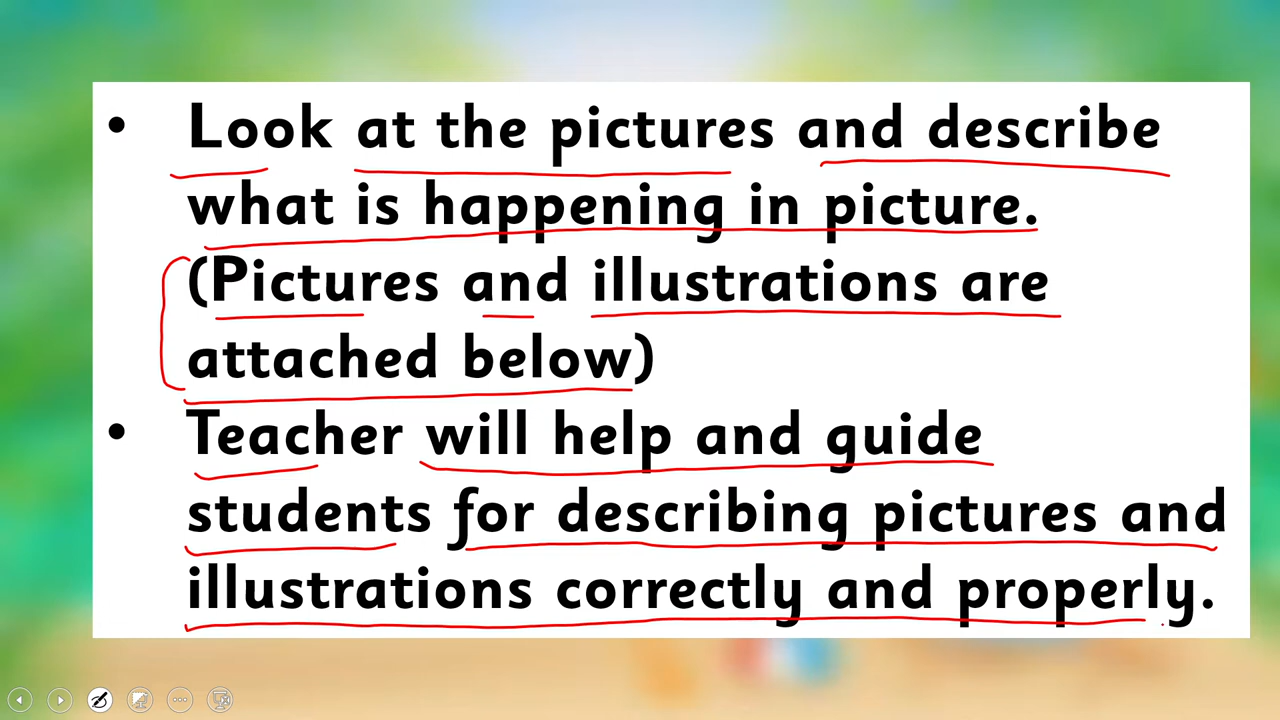 • Look at the pictures and describe
what is happening in picture.
(Pictures and illustrations are
attached below)
• Teacher will help and guide
students for describing pictures and
illustrations correctly and properly.